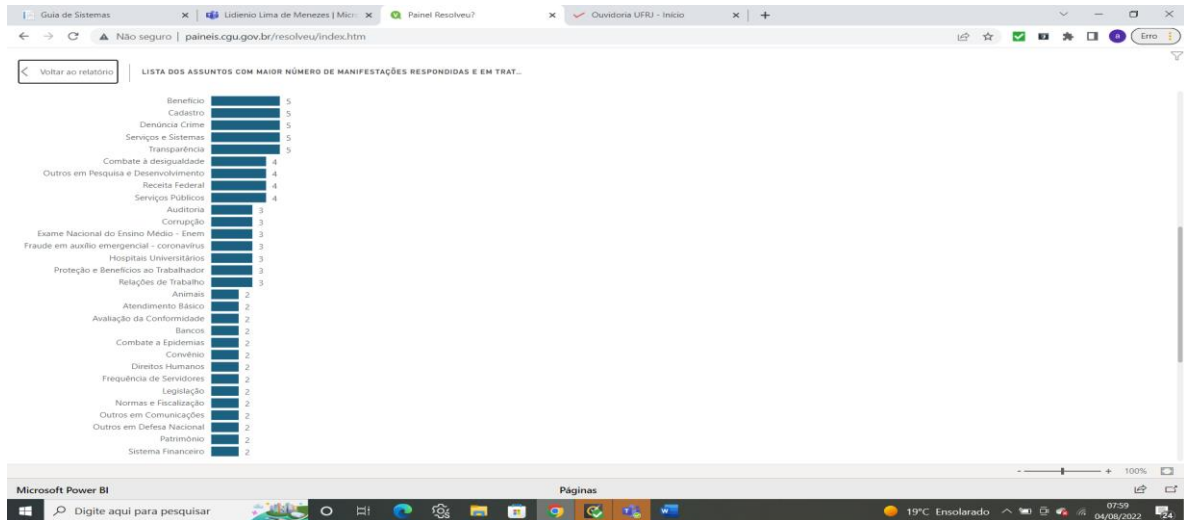 Guia de Sistemas
Lidienio Lima de Menezes | Micr
Painel Resolveu?
Ouvidoria UFRJ - Início
Não seguro | paineis.cgu.gov.br/resolveu/index.htm
Erro
Voltar ao relatório
LISTA DOS ASSUNTOS COM MAIOR NÚMERO DE MANIFESTAÇÕES RESPONDIDAS E EM TRAT...
Benefício 5
Cadastro 5
Denúncia Crime 5
Serviços e Sistemas 5
Transparência 5
Combate à desigualdade 4
Outros em Pesquisa e Desenvolvimento 4
Receita Federal 4
Serviços Públicos 4
Auditoria 3
Corrupção 3
Exame Nacional do Ensino Médio - Enem 3
Fraude em auxílio emergencial - coronavírus 3
Hospitais Universitários 3
Proteção e Benefícios ao Trabalhador 3
Relações de Trabalho 3
Animais 2
Atendimento Básico 2
Avaliação da Conformidade 2
Bancos 2
Combate a Epidemias 2
Convênio 2
Direitos Humanos 2
Frequência de Servidores 2
Legislação 2
Normas e Fiscalização 2
Outros em Comunicações 2
Outros em Defesa Nacional 2
Patrimônio 2
Sistema Financeiro 2
- + 100%
Microsoft Power BI
Páginas
Digite aqui para pesquisar
19°C Ensolarado
07:59
04/08/2022
24